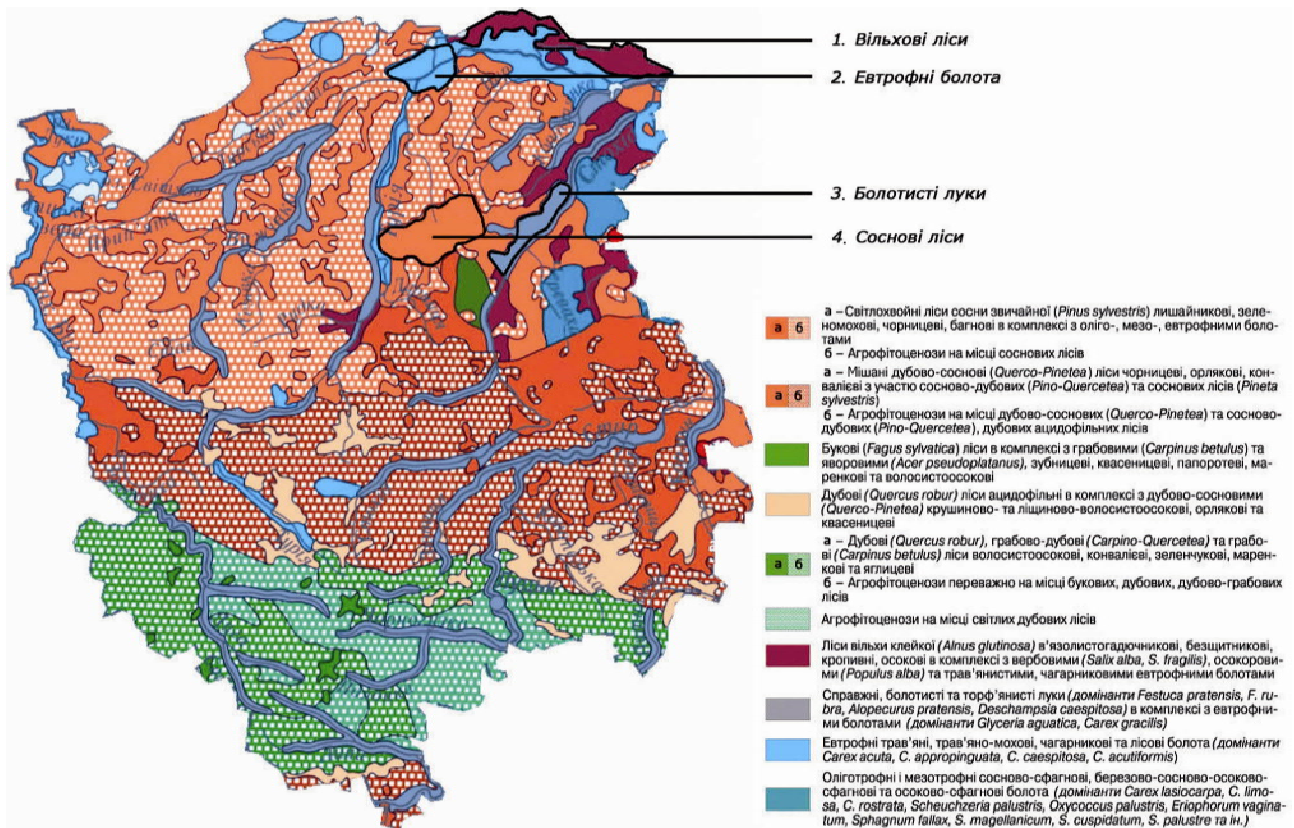 1. Вільхові ліси
2. Евтрофні болота
3. Болотисті луки
4. Соснові ліси
а – Світлохвойні ліси сосни звичайної (Pinus sylvestris) лишайникові, зеле-
номохові, чорницеві, багнові в комплексі з оліго-, мезо-, евтрофними боло-
тами
а б
б – Агрофітоценози на місці соснових лісів
а – Мішані дубово-соснові (Querco-Pinetea) ліси чорницеві, орлякові, кон-
валієві з участю сосново-дубових (Pino-Quercetea) та соснових лісів (Pineta
sylvestris)
а б
б – Агрофітоценози на місці дубово-соснових (Querco-Pinetea) та сосново-
дубових (Pino-Quercetea), дубових ацидофільних лісів
Букові (Fagus sylvatica) ліси в комплексі з грабовими (Carpinus betulus) та
яворовими (Acer pseudoplatanus), зубницеві, квасеницеві, папоротеві, ма-
ренкові та волосистоосокові
Дубові (Quercus robur) ліси ацидофільні в комплексі з дубово-сосновими
(Querco-Pinetea) крушиново- та ліщиново-волосистоосокові, орлякові та
квасеницеві
а – Дубові (Quercus robur), грабово-дубові (Carpino-Quercetea) та грабо-
ві (Carpinus betulus) ліси волосистоосокові, конвалієві, зеленчукові, марен-
кові та яглицеві
а б
б – Агрофітоценози переважно на місці букових, дубових, дубово-грабових
лісів
Агрофітоценози на місці світлих дубових лісів
Ліси вільхи клейкої (Alnus glutinosa) в'язолистогадючникові, безщитникові,
кропивні, осокові в комплексі з вербовими (Salix alba, S. fragilis), осокорови-
ми (Populus alba) та трав'янистими, чагарниковими евтрофними болотами
Справжні, болотисті та торф'янисті луки (домінанти Festuca pratensis, F. ru-
bra, Alopecurus pratensis, Deschampsia caespitosa) в комплексі з евтрофни-
ми болотами (домінанти Glyceria aguatica, Carex gracilis)
Евтрофні трав'яні, трав'яно-мохові, чагарникові та лісові болота (домінанти
Carex acuta, C. appropinguata, C. caespitosa, C. acutiformis)
Оліготрофні і мезотрофні сосново-сфагнові, березово-сосново-осоково-
сфагнові та осоково-сфагнові болота (домінанти Carex lasiocarpa, C. limo-
sa, C. rostrata, Scheuchzeria palustris, Oxycoccus palustris, Eriophorum vagina-
tum, Sphagnum fallax, S. magellanicum, S. cuspidatum, S. palustre та ін.)